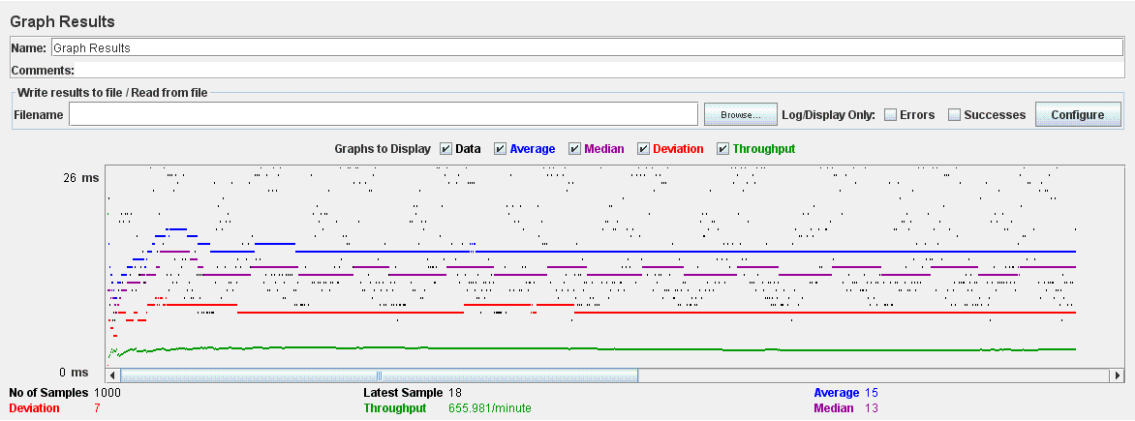 Graph Results
Name: Graph Results
Comments:
Write results to file / Read from file
Filename Browse... Log/Display Only: Errors Successes Configure
Graphs to Display Data Average Median Deviation Throughput
26 ms
0 ms
No of Samples 1000 Latest Sample 18 Average 15
Deviation 7 Throughput 655.981/minute Median 13